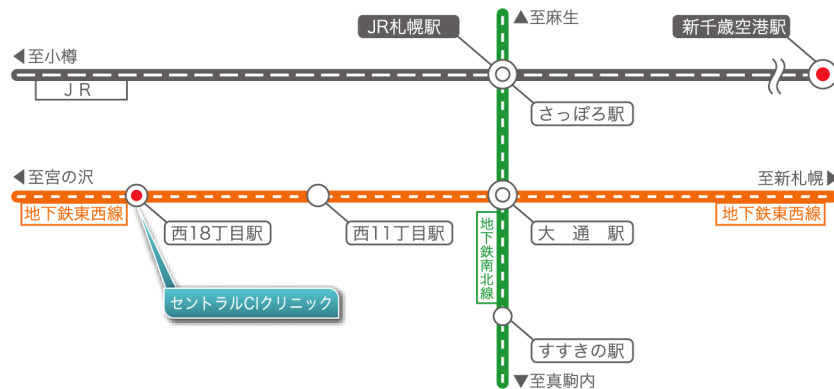 ▲至麻生
JR札幌駅
新千歳空港駅
◀至小樽
JR
さっぽろ駅
◀至宮の沢
至新札幌▶
地下鉄東西線
西18丁目駅
西11丁目駅
地下鉄南北線
大　通　駅
地下鉄東西線
セントラルCIクリニック
すすきの駅
▼至真駒内